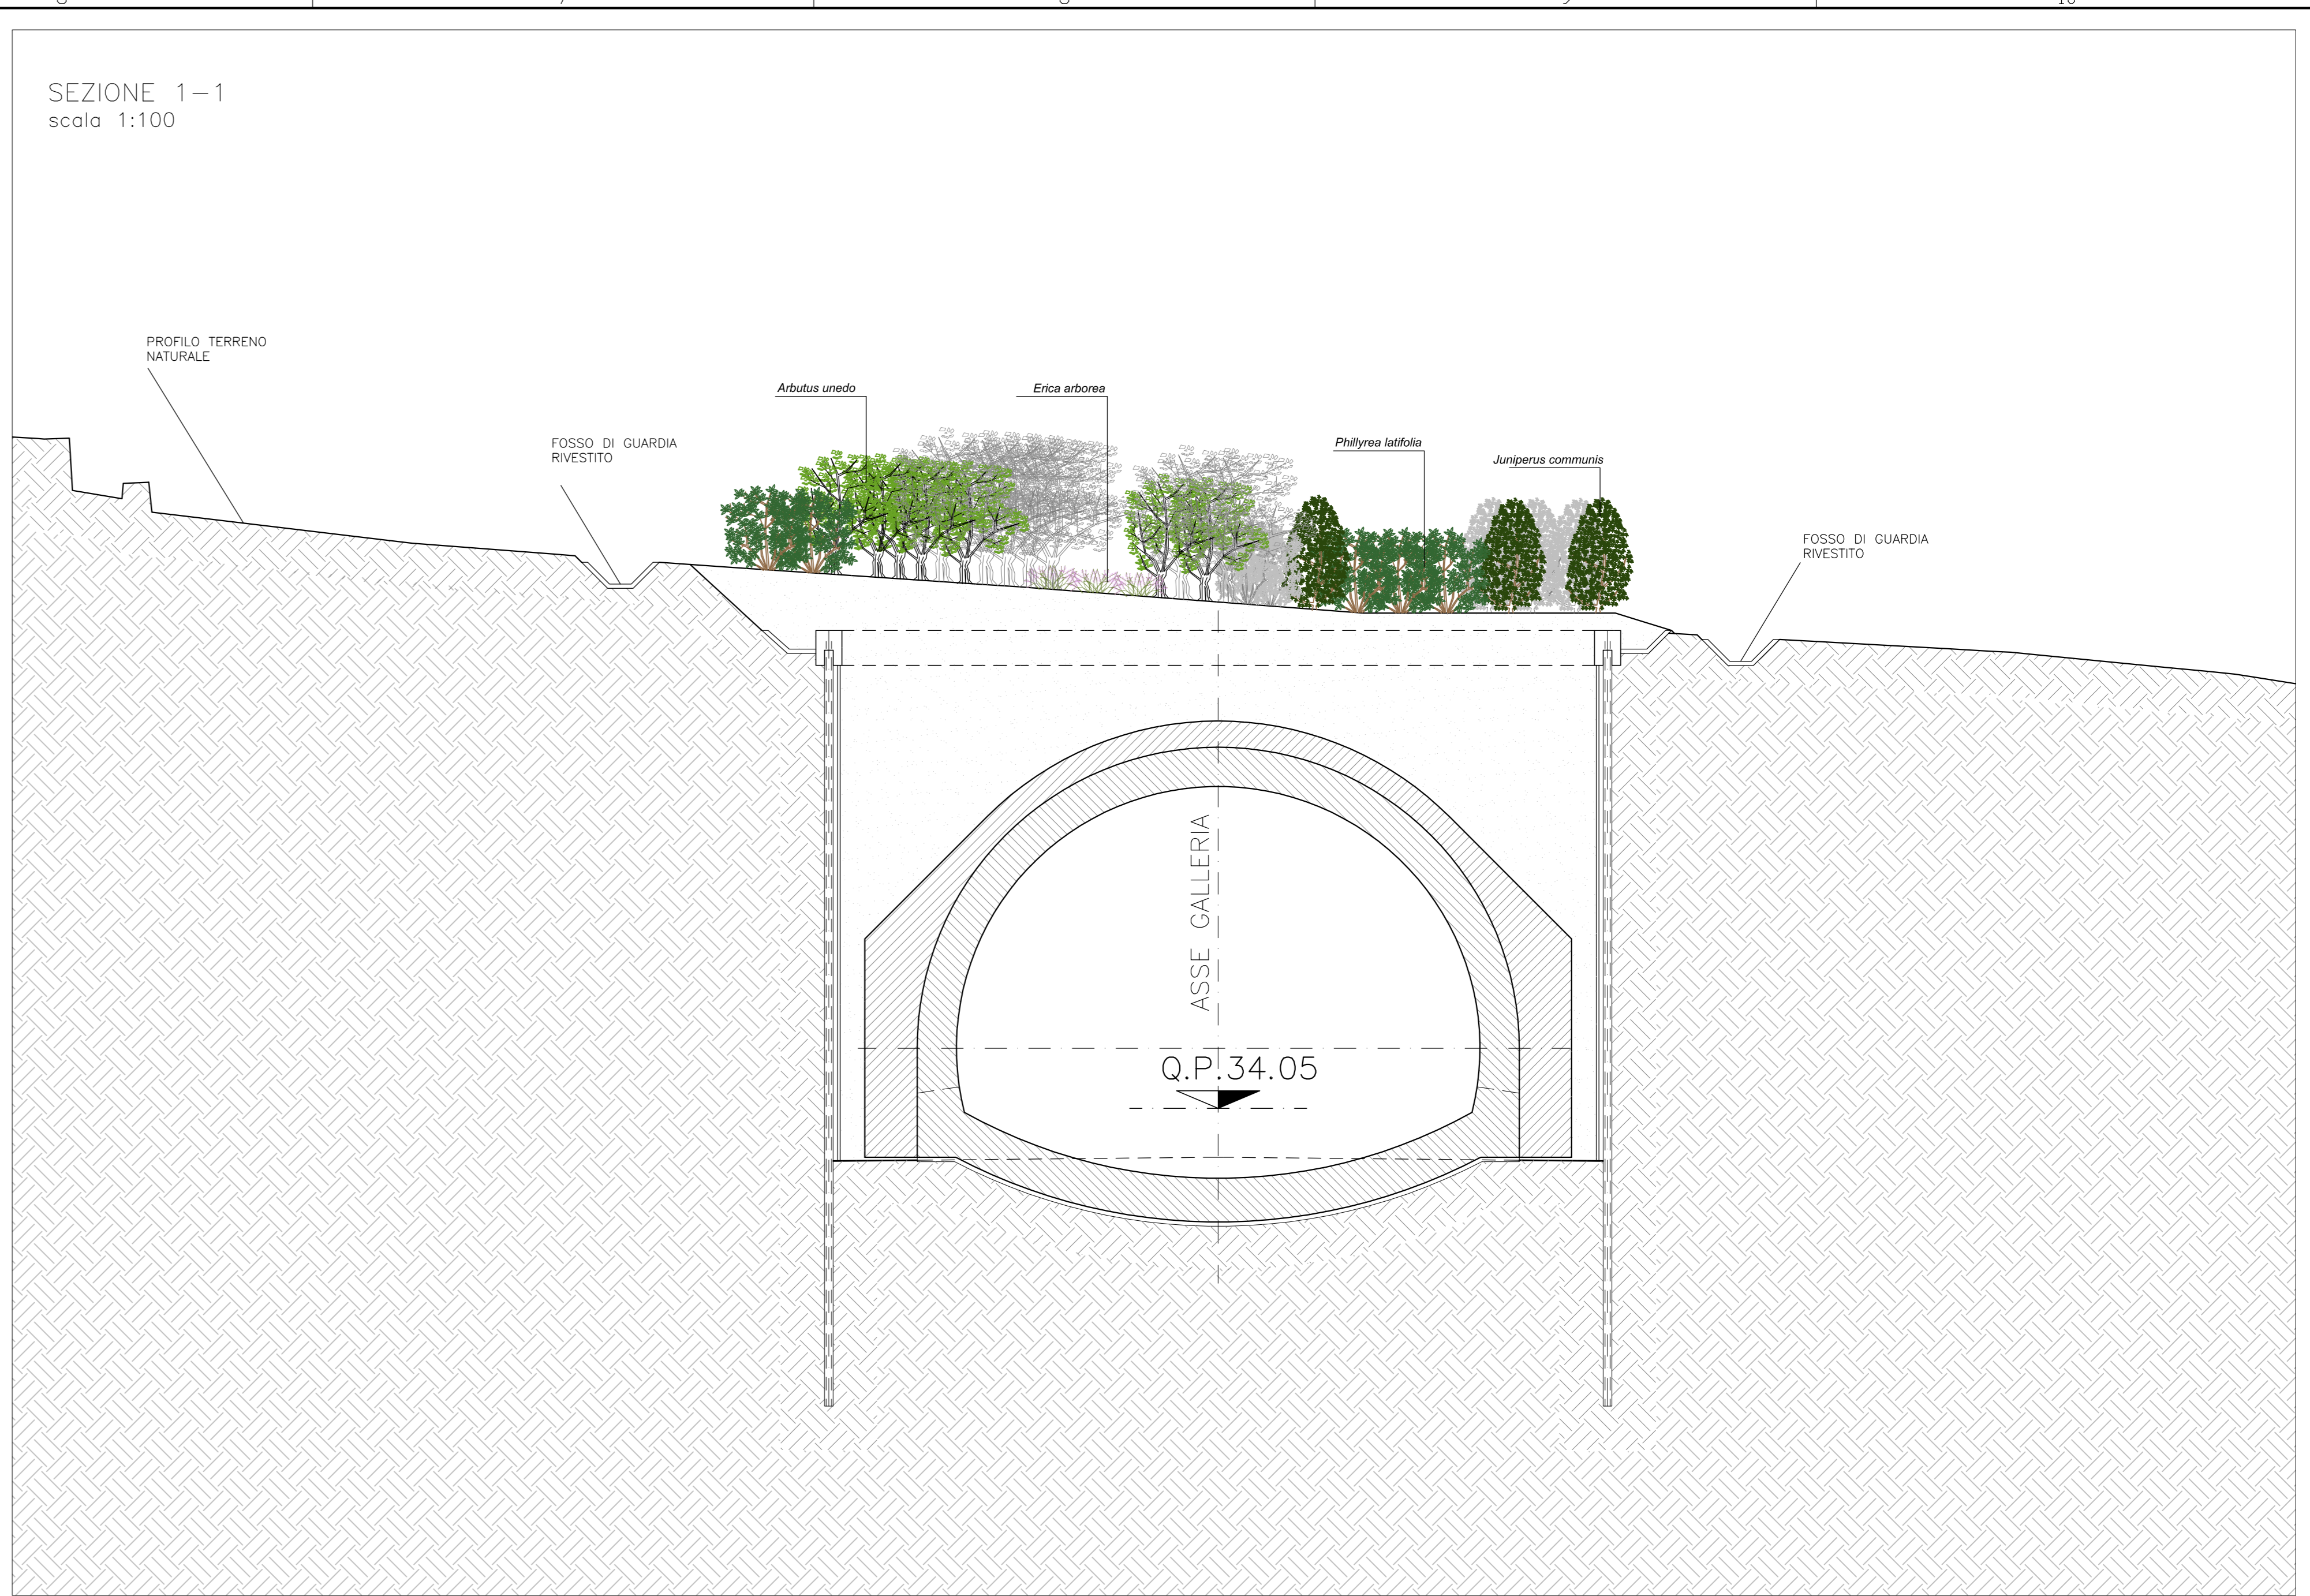 SEZIONE 1-1
scala 1:100
PROFILO TERRENO
NATURALE
FOSSO DI GUARDIA
RIVESTITO
Arbutus unedo
Erica arborea
Phillyrea latifolia
Juniperus communis
FOSSO DI GUARDIA
RIVESTITO
ASSE GALLERIA
Q.P.34.05